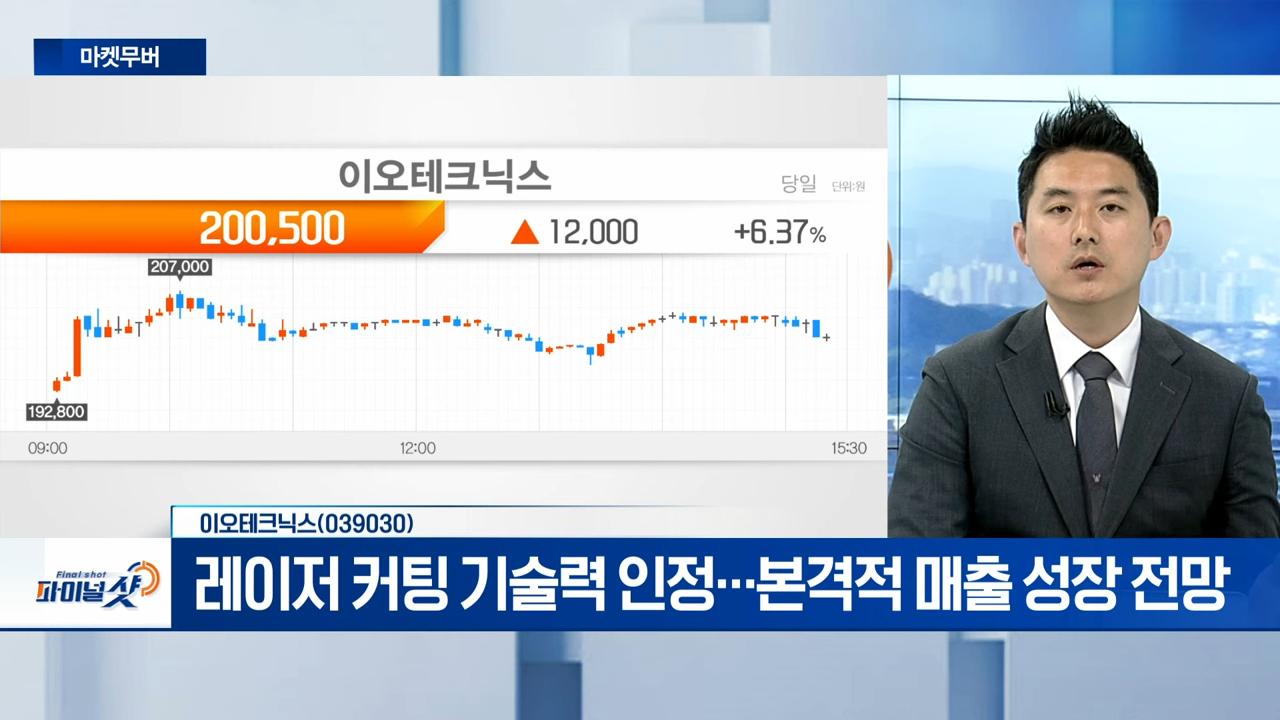 마켓무버
이오테크닉스
당일 단위:원
200,500 ▲ 12,000 +6.37%
207,000
192,800
09:00 12:00 15:30
이오테크닉스(039030)
Final shot
파이널샷
레이저 커팅 기술력 인정…본격적 매출 성장 전망